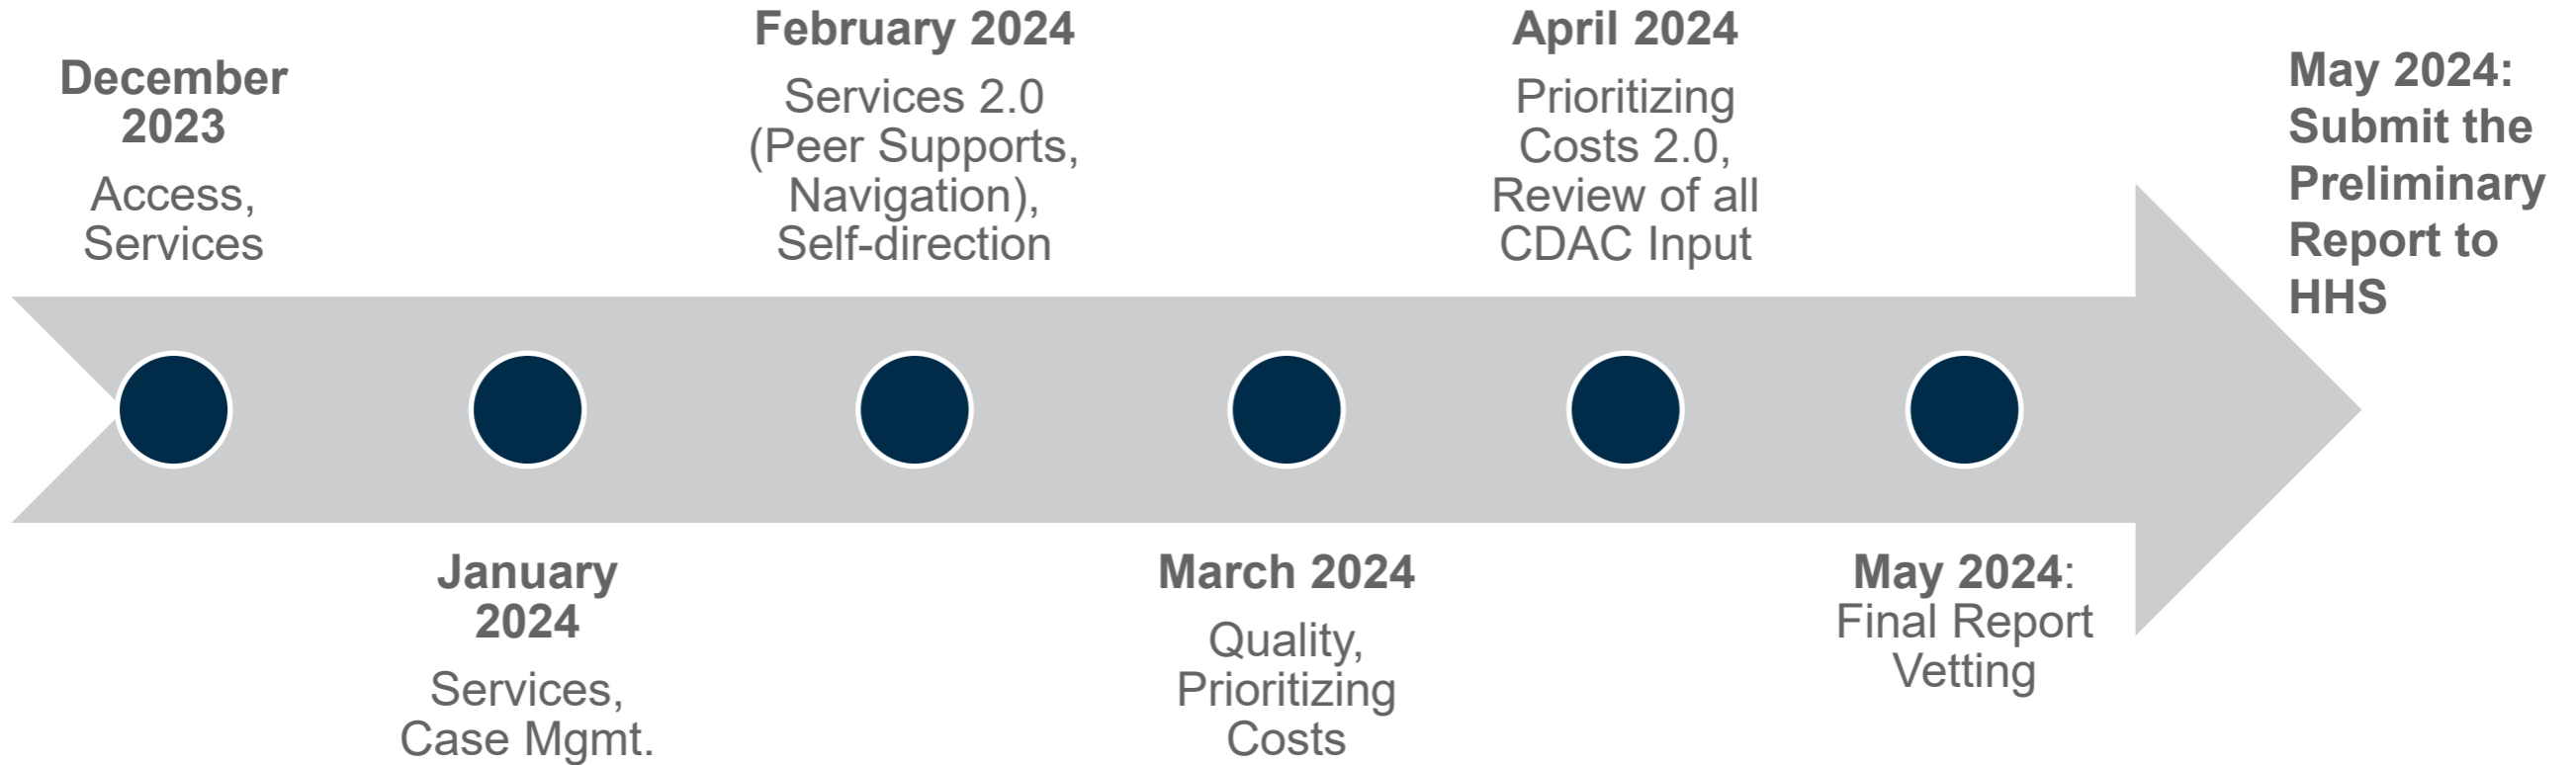 December
2023
Access,
Services
January
2024
Services,
Case Mgmt.
February 2024
Services 2.0
(Peer Supports,
Navigation),
Self-direction
March 2024
Quality,
Prioritizing
Costs
April 2024
Prioritizing
Costs 2.0,
Review of all
CDAC Input
May 2024:
Final Report
Vetting
May 2024:
Submit the
Preliminary
Report to
HHS